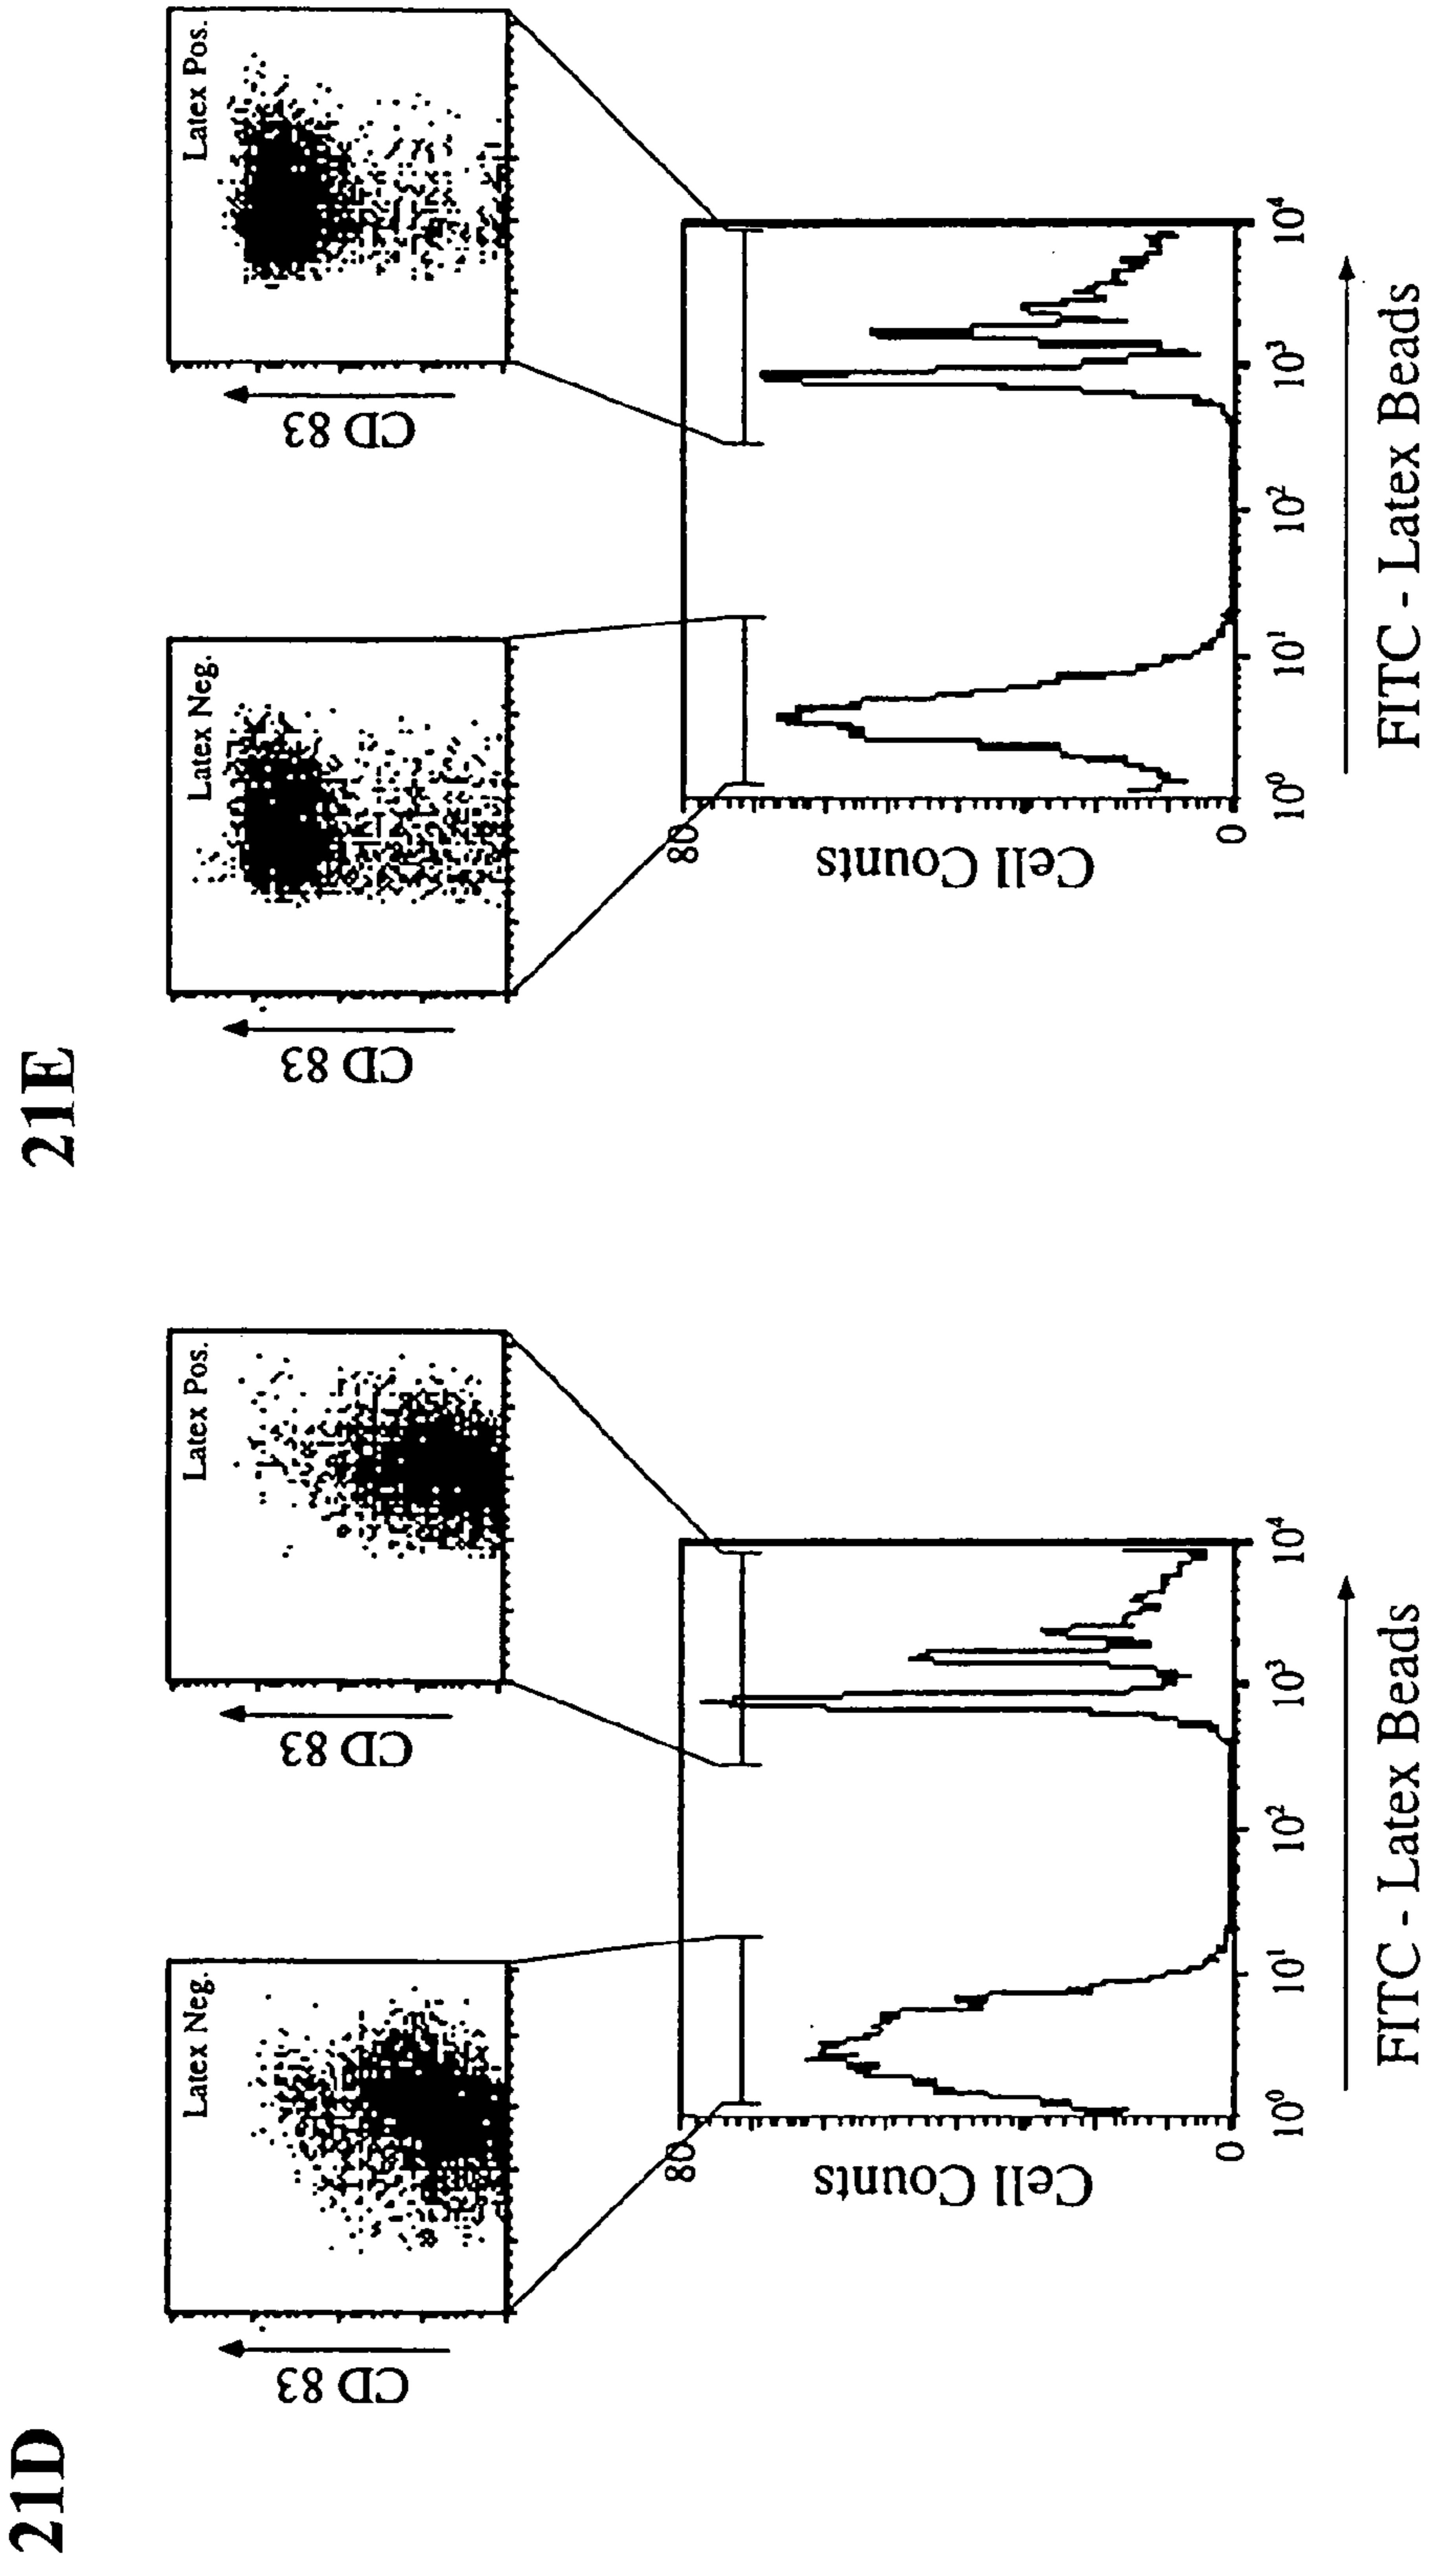 21D
Latex Neg.
CD 83
Latex Pos.
CD 83
80
Cell Counts
0
10⁰ 10¹ 10² 10³ 10⁴
FITC - Latex Beads
21E
Latex Neg.
CD 83
Latex Pos.
CD 83
80
Cell Counts
0
10⁰ 10¹ 10² 10³ 10⁴
FITC - Latex Beads